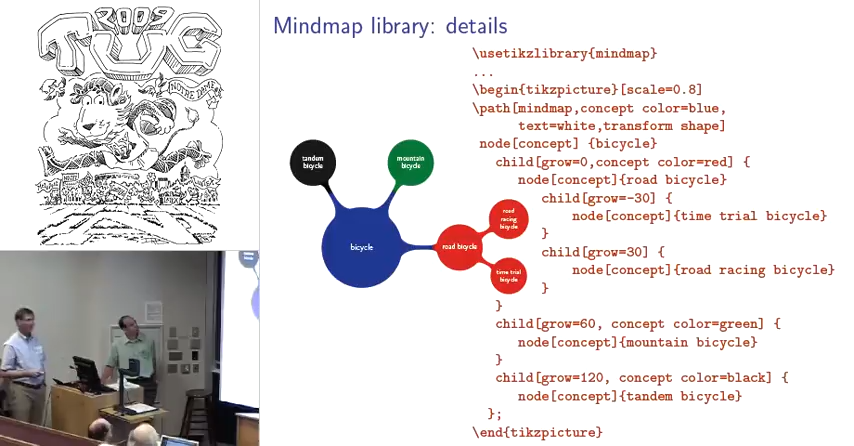 2009
TUG
NOTRE DAME
Mindmap library: details
tandem
bicycle
mountain
bicycle
bicycle
road bicycle
road
racing
bicycle
time trial
bicycle
\usetikzlibrary{mindmap}
...
\begin{tikzpicture}[scale=0.8]
\path[mindmap,concept color=blue,
text=white,transform shape]
node[concept] {bicycle}
child[grow=0,concept color=red] {
node[concept]{road bicycle}
child[grow=-30] {
node[concept]{time trial bicycle}
}
child[grow=30] {
node[concept]{road racing bicycle}
}
}
child[grow=60, concept color=green] {
node[concept]{mountain bicycle}
}
child[grow=120, concept color=black] {
node[concept]{tandem bicycle}
};
\end{tikzpicture}